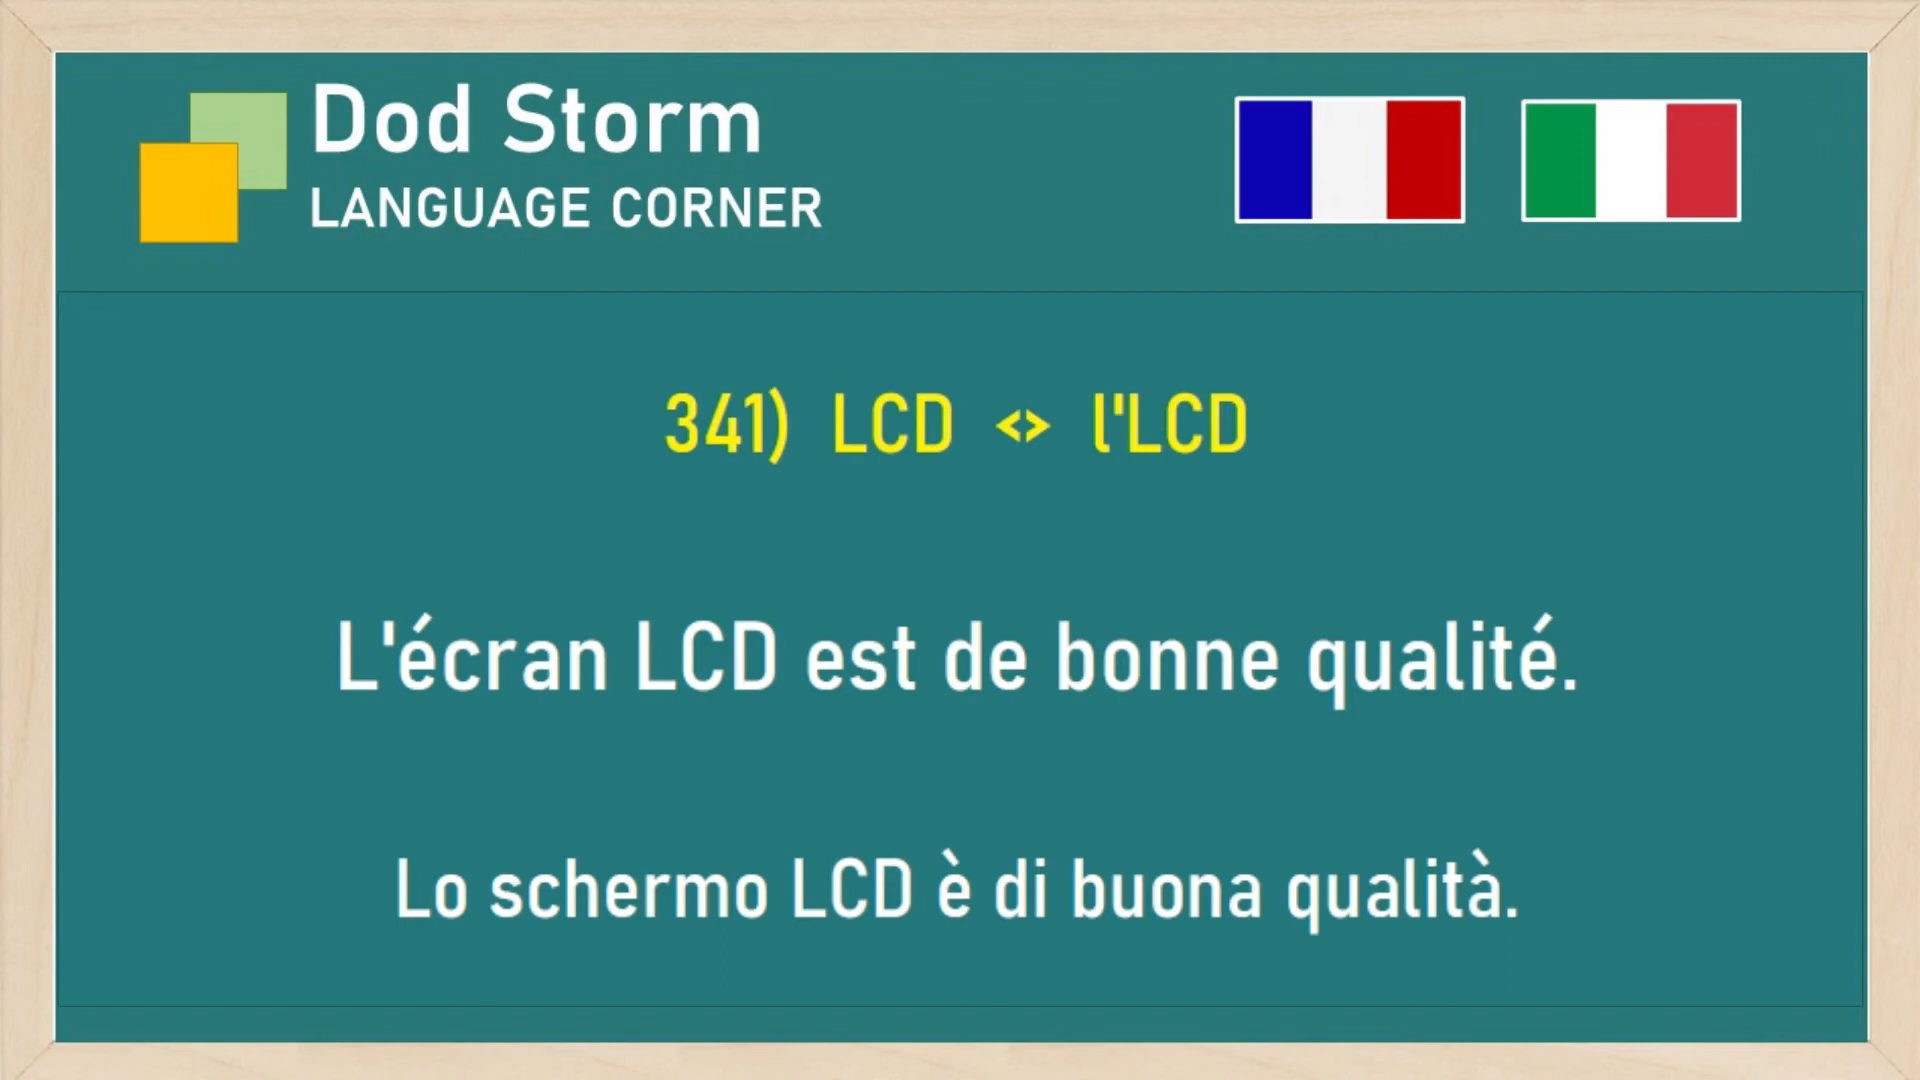 Dod Storm
LANGUAGE CORNER
341) LCD <> l'LCD
L'écran LCD est de bonne qualité.
Lo schermo LCD è di buona qualità.